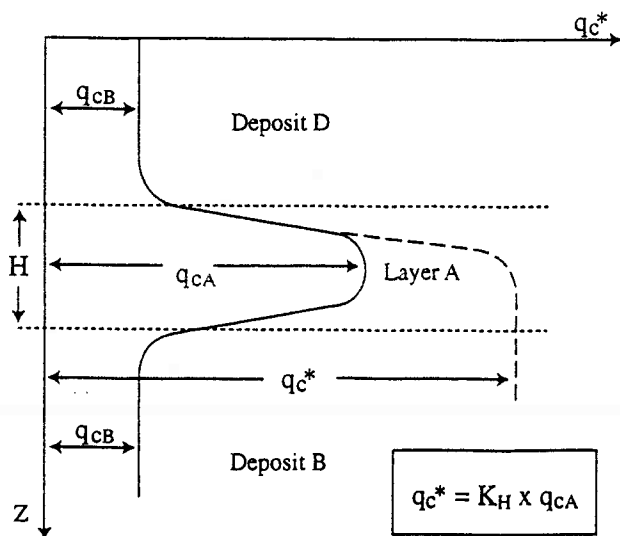 qc*
qcB
Deposit D
H
qcA
Layer A
qc*
qcB
Deposit B
qc* = KH x qcA
z